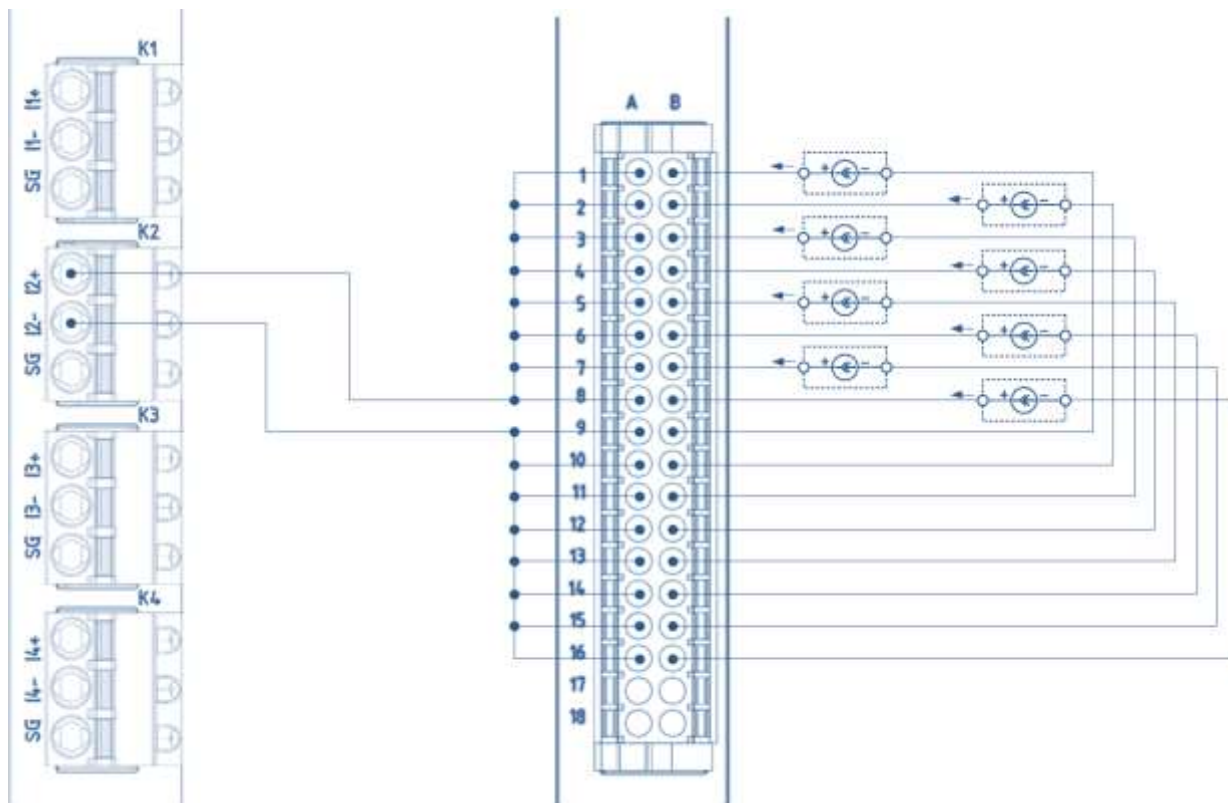 K1
I1+
I1-
SG
K2
I2+
I2-
SG
K3
I3+
I3-
SG
K4
I4+
I4-
SG
A B
1
2
3
4
5
6
7
8
9
10
11
12
13
14
15
16
17
18
+ -
+ -
+ -
+ -
+ -
+ -
+ -
+ -